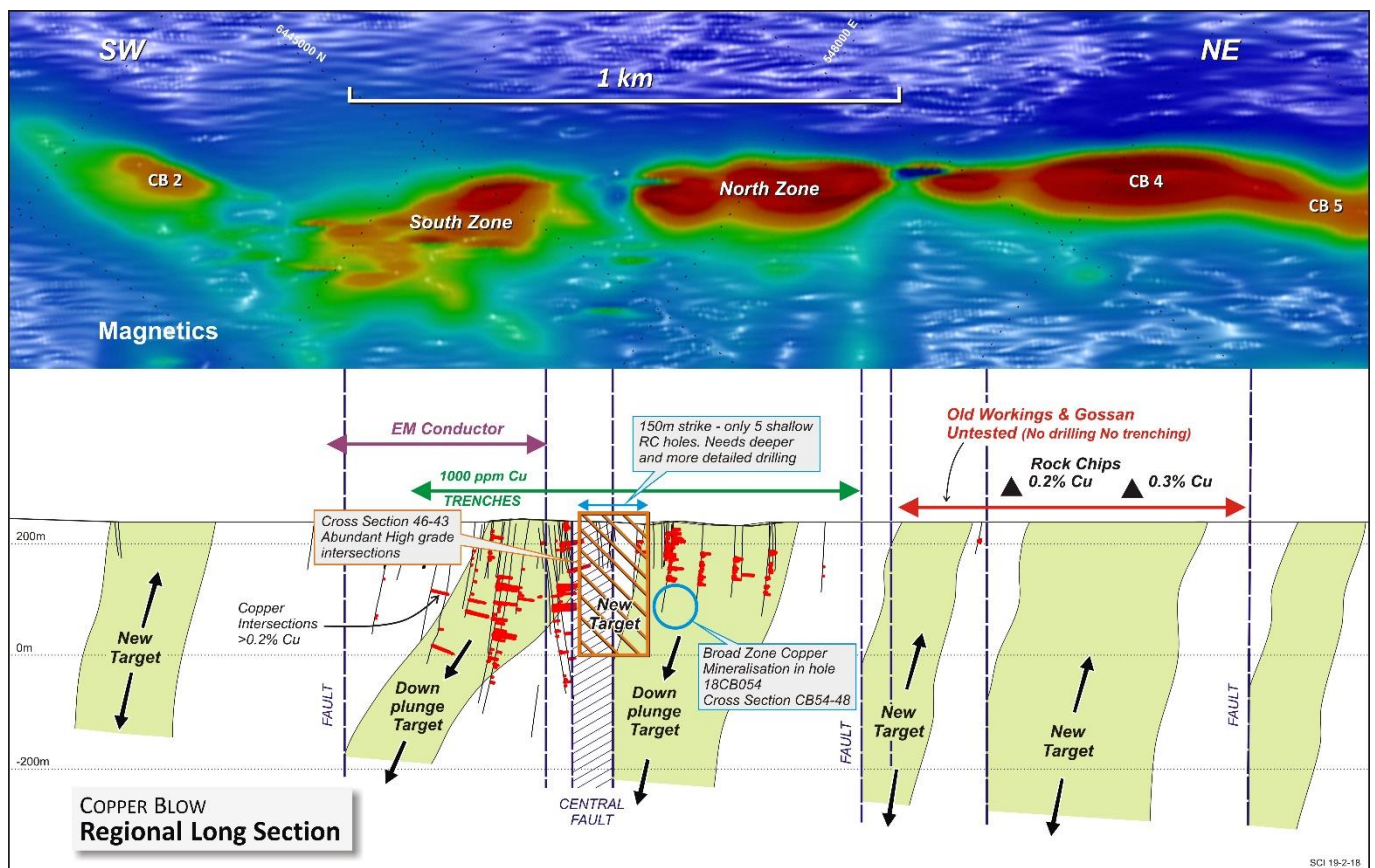 SW
6445000 N
548000 E
NE
1 km
CB 2
South Zone
North Zone
CB 4
CB 5
Magnetics
EM Conductor
150m strike - only 5 shallow
RC holes. Needs deeper
and more detailed drilling
Old Workings & Gossan
Untested (No drilling No trenching)
1000 ppm Cu
TRENCHES
Rock Chips
0.2% Cu
0.3% Cu
Cross Section 46-43
Abundant High grade
intersections
200m
Copper
Intersections
>0.2% Cu
New
Target
New
Target
0m
Broad Zone Copper
Mineralisation in hole
18CB054
Cross Section CB54-48
Down
plunge
Target
Down
plunge
Target
New
Target
New
Target
FAULT
FAULT
FAULT
-200m
CENTRAL
FAULT
COPPER BLOW
Regional Long Section
SCI 19-2-18